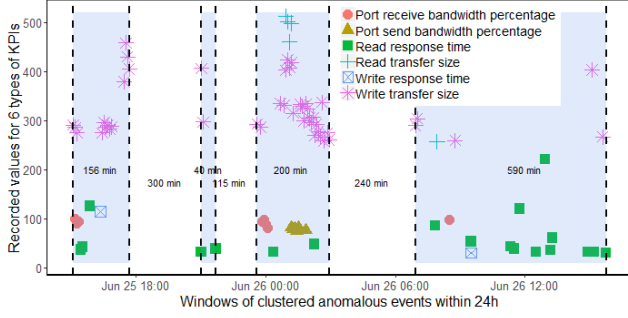 Recorded values for 6 types of KPIs
500
400
300
200
100
0
Port receive bandwidth percentage
Port send bandwidth percentage
Read response time
Read transfer size
Write response time
Write transfer size
156 min
300 min
40 min
115 min
200 min
240 min
590 min
Jun 25 18:00
Jun 26 00:00
Jun 26 06:00
Jun 26 12:00
Windows of clustered anomalous events within 24h